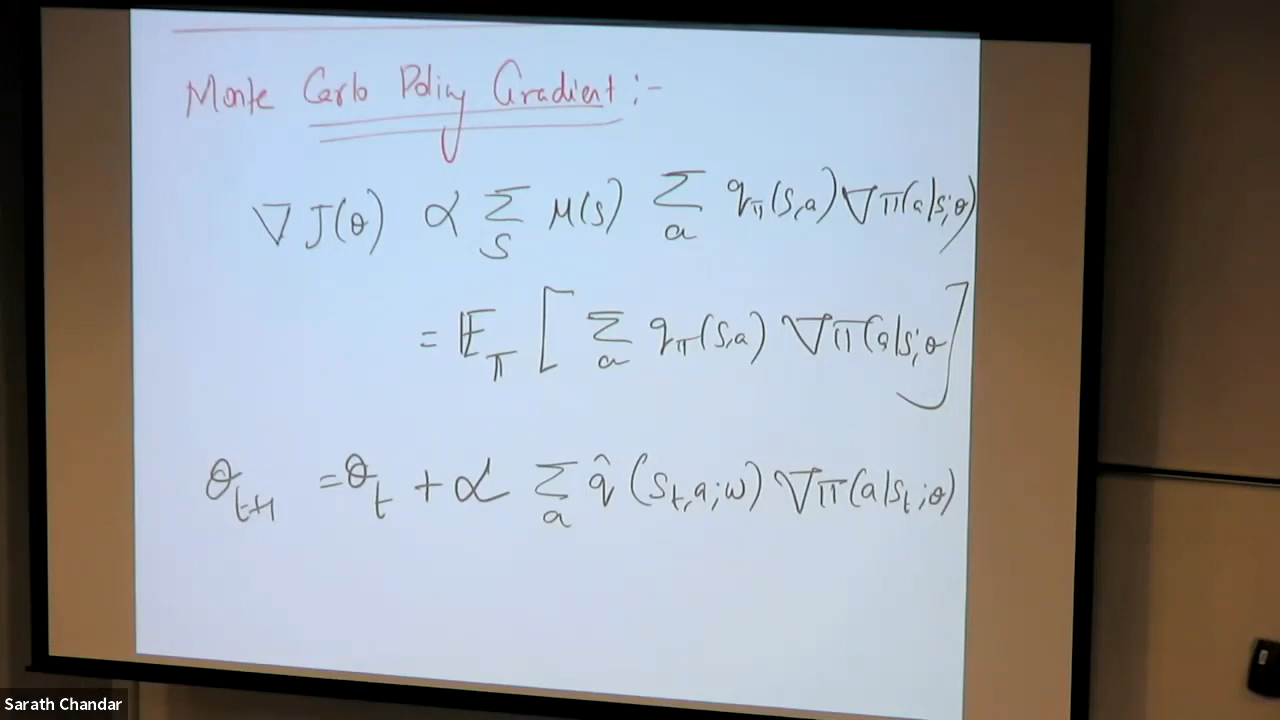 Monte Carlo Policy Gradient :-
∇J(θ) ∝ Σ_s μ(s) Σ_a q_π(s,a) ∇π(a|s;θ)
= 𝔼_π [ Σ_a q_π(s,a) ∇π(a|s;θ ]
θ_{t+1} = θ_t + α Σ_a q̂(s_t,a;w) ∇π(a|s_t;θ)
Sarath Chandar